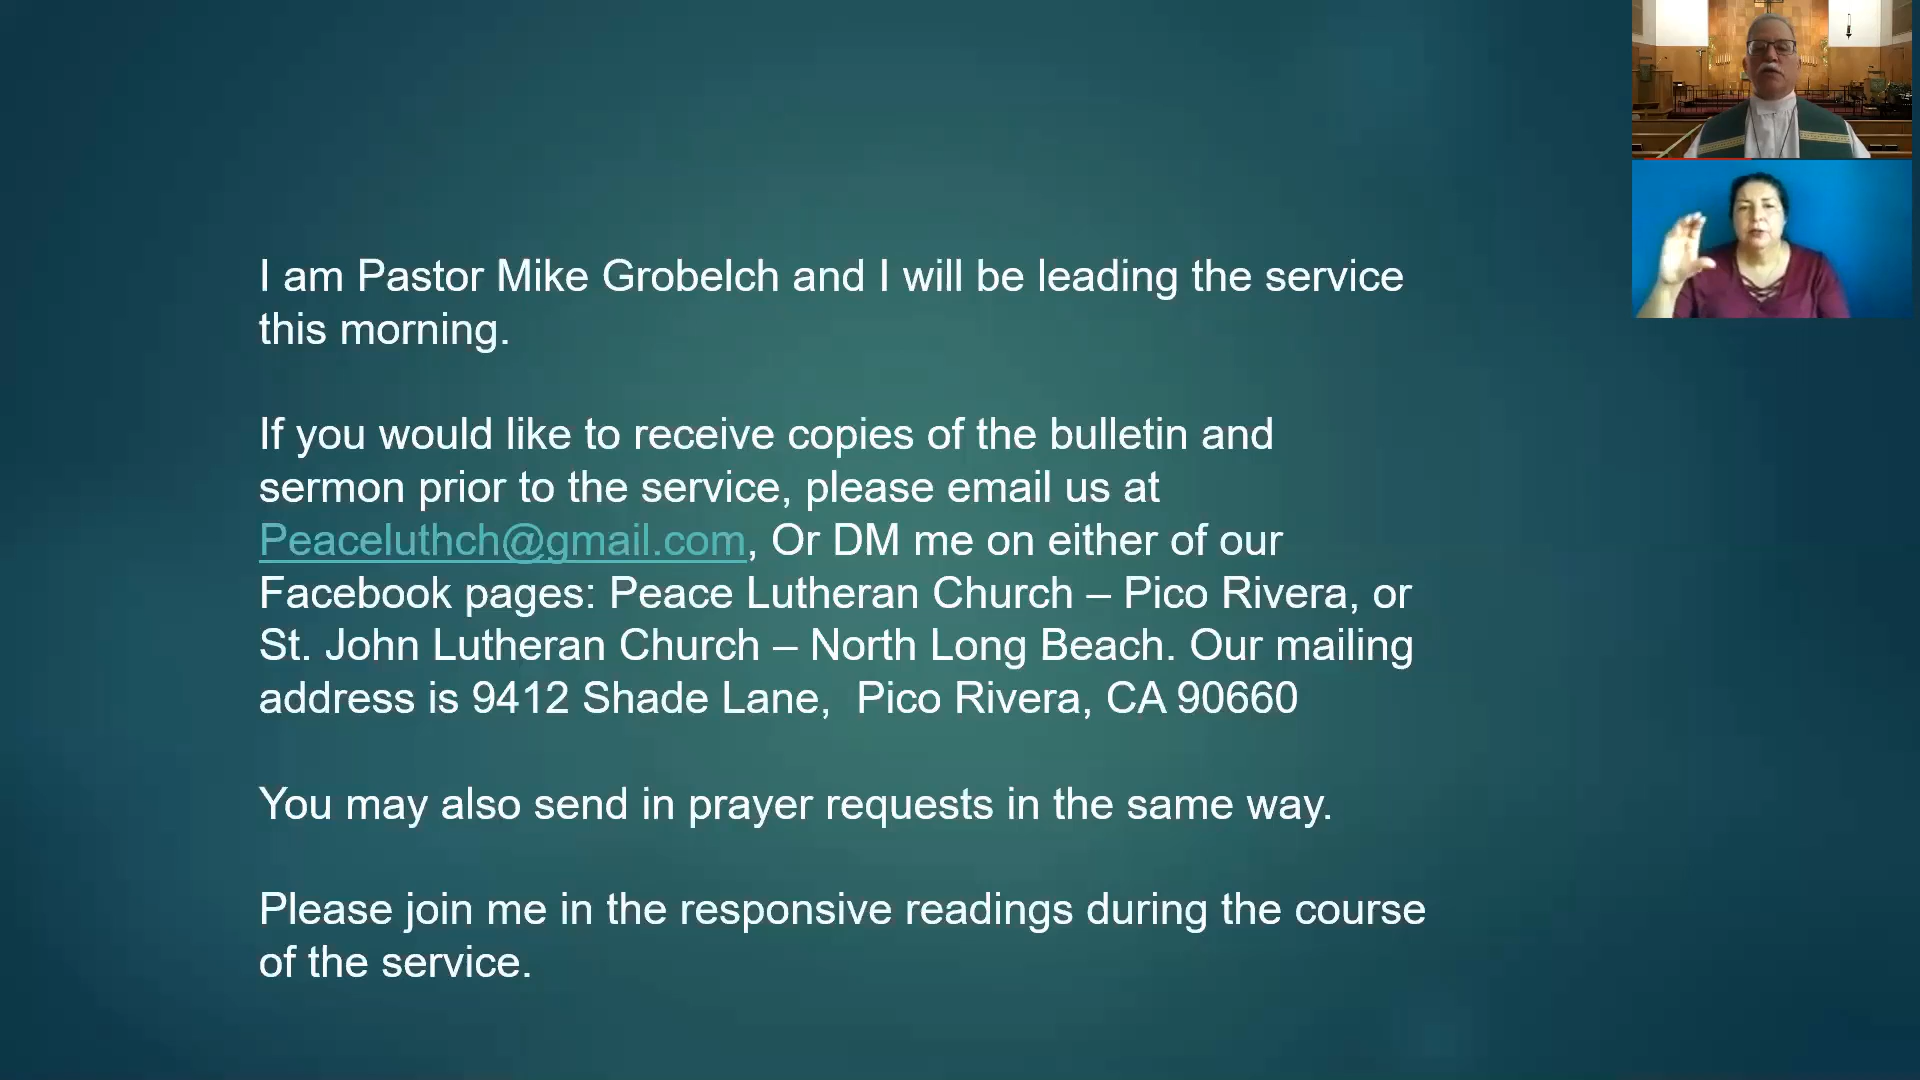 I am Pastor Mike Grobelch and I will be leading the service
this morning.
If you would like to receive copies of the bulletin and
sermon prior to the service, please email us at
Peaceluthch@gmail.com, Or DM me on either of our
Facebook pages: Peace Lutheran Church – Pico Rivera, or
St. John Lutheran Church – North Long Beach. Our mailing
address is 9412 Shade Lane,  Pico Rivera, CA 90660
You may also send in prayer requests in the same way.
Please join me in the responsive readings during the course
of the service.